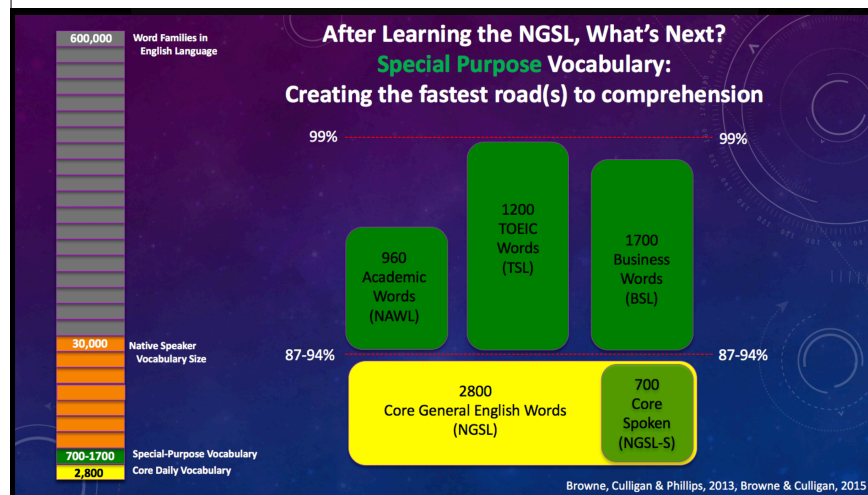 600,000
Word Families in
English Language
After Learning the NGSL, What's Next?
Special Purpose Vocabulary:
Creating the fastest road(s) to comprehension
99%
99%
1200
TOEIC
Words
(TSL)
1700
Business
Words
(BSL)
960
Academic
Words
(NAWL)
30,000
Native Speaker
Vocabulary Size
87-94%
87-94%
2800
Core General English Words
(NGSL)
700
Core
Spoken
(NGSL-S)
700-1700
Special-Purpose Vocabulary
2,800
Core Daily Vocabulary
Browne, Culligan & Phillips, 2013, Browne & Culligan, 2015